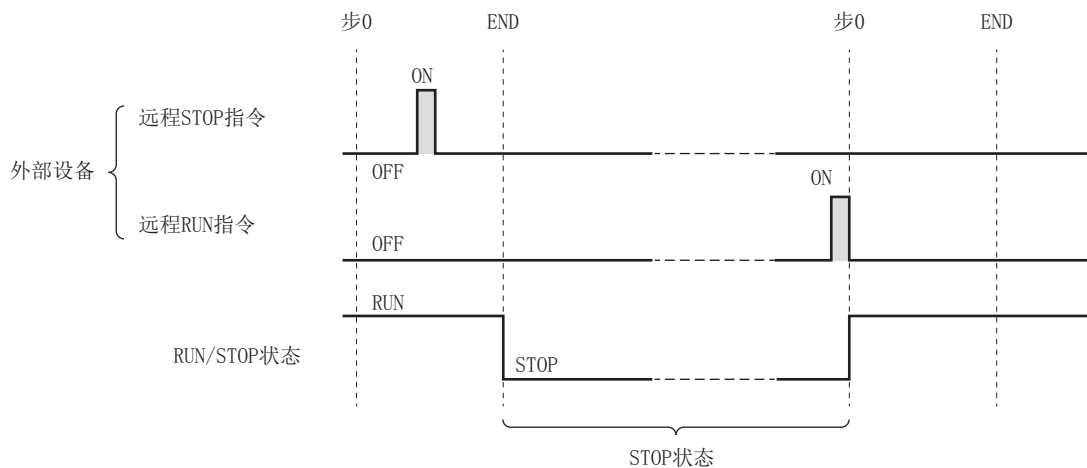 步0
END
步0
END
ON
远程STOP指令
OFF
外部设备
ON
远程RUN指令
OFF
RUN
RUN/STOP状态
STOP
STOP状态